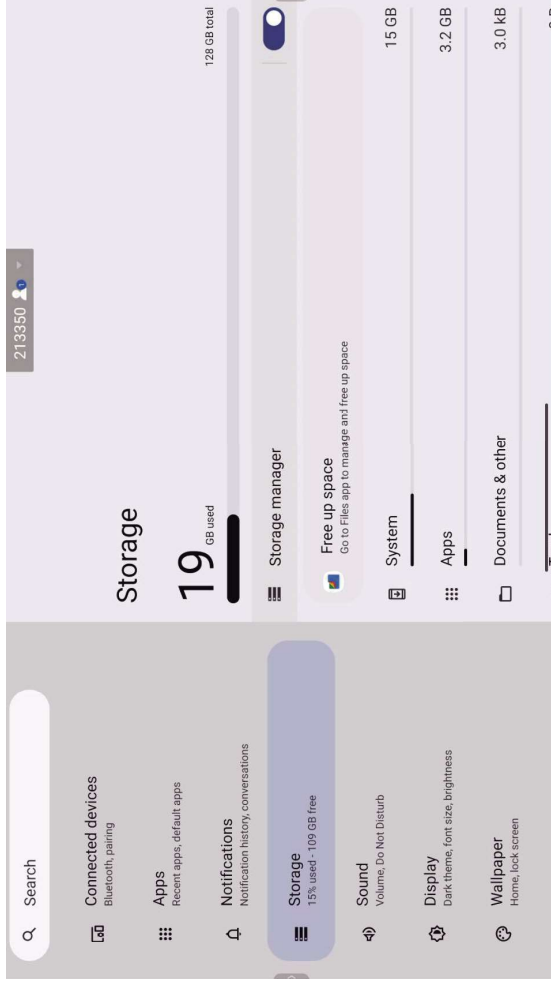 213350
Search
Connected devices
Bluetooth, pairing
Apps
Recent apps, default apps
Notifications
Notification history, conversations
Storage
15% used - 109 GB free
Sound
Volume, Do Not Disturb
Display
Dark theme, font size, brightness
Wallpaper
Home, lock screen
Storage
19 GB used
128 GB total
Storage manager
Free up space
Go to Files app to manage and free up space
System
15 GB
Apps
3.2 GB
Documents & other
3.0 kB